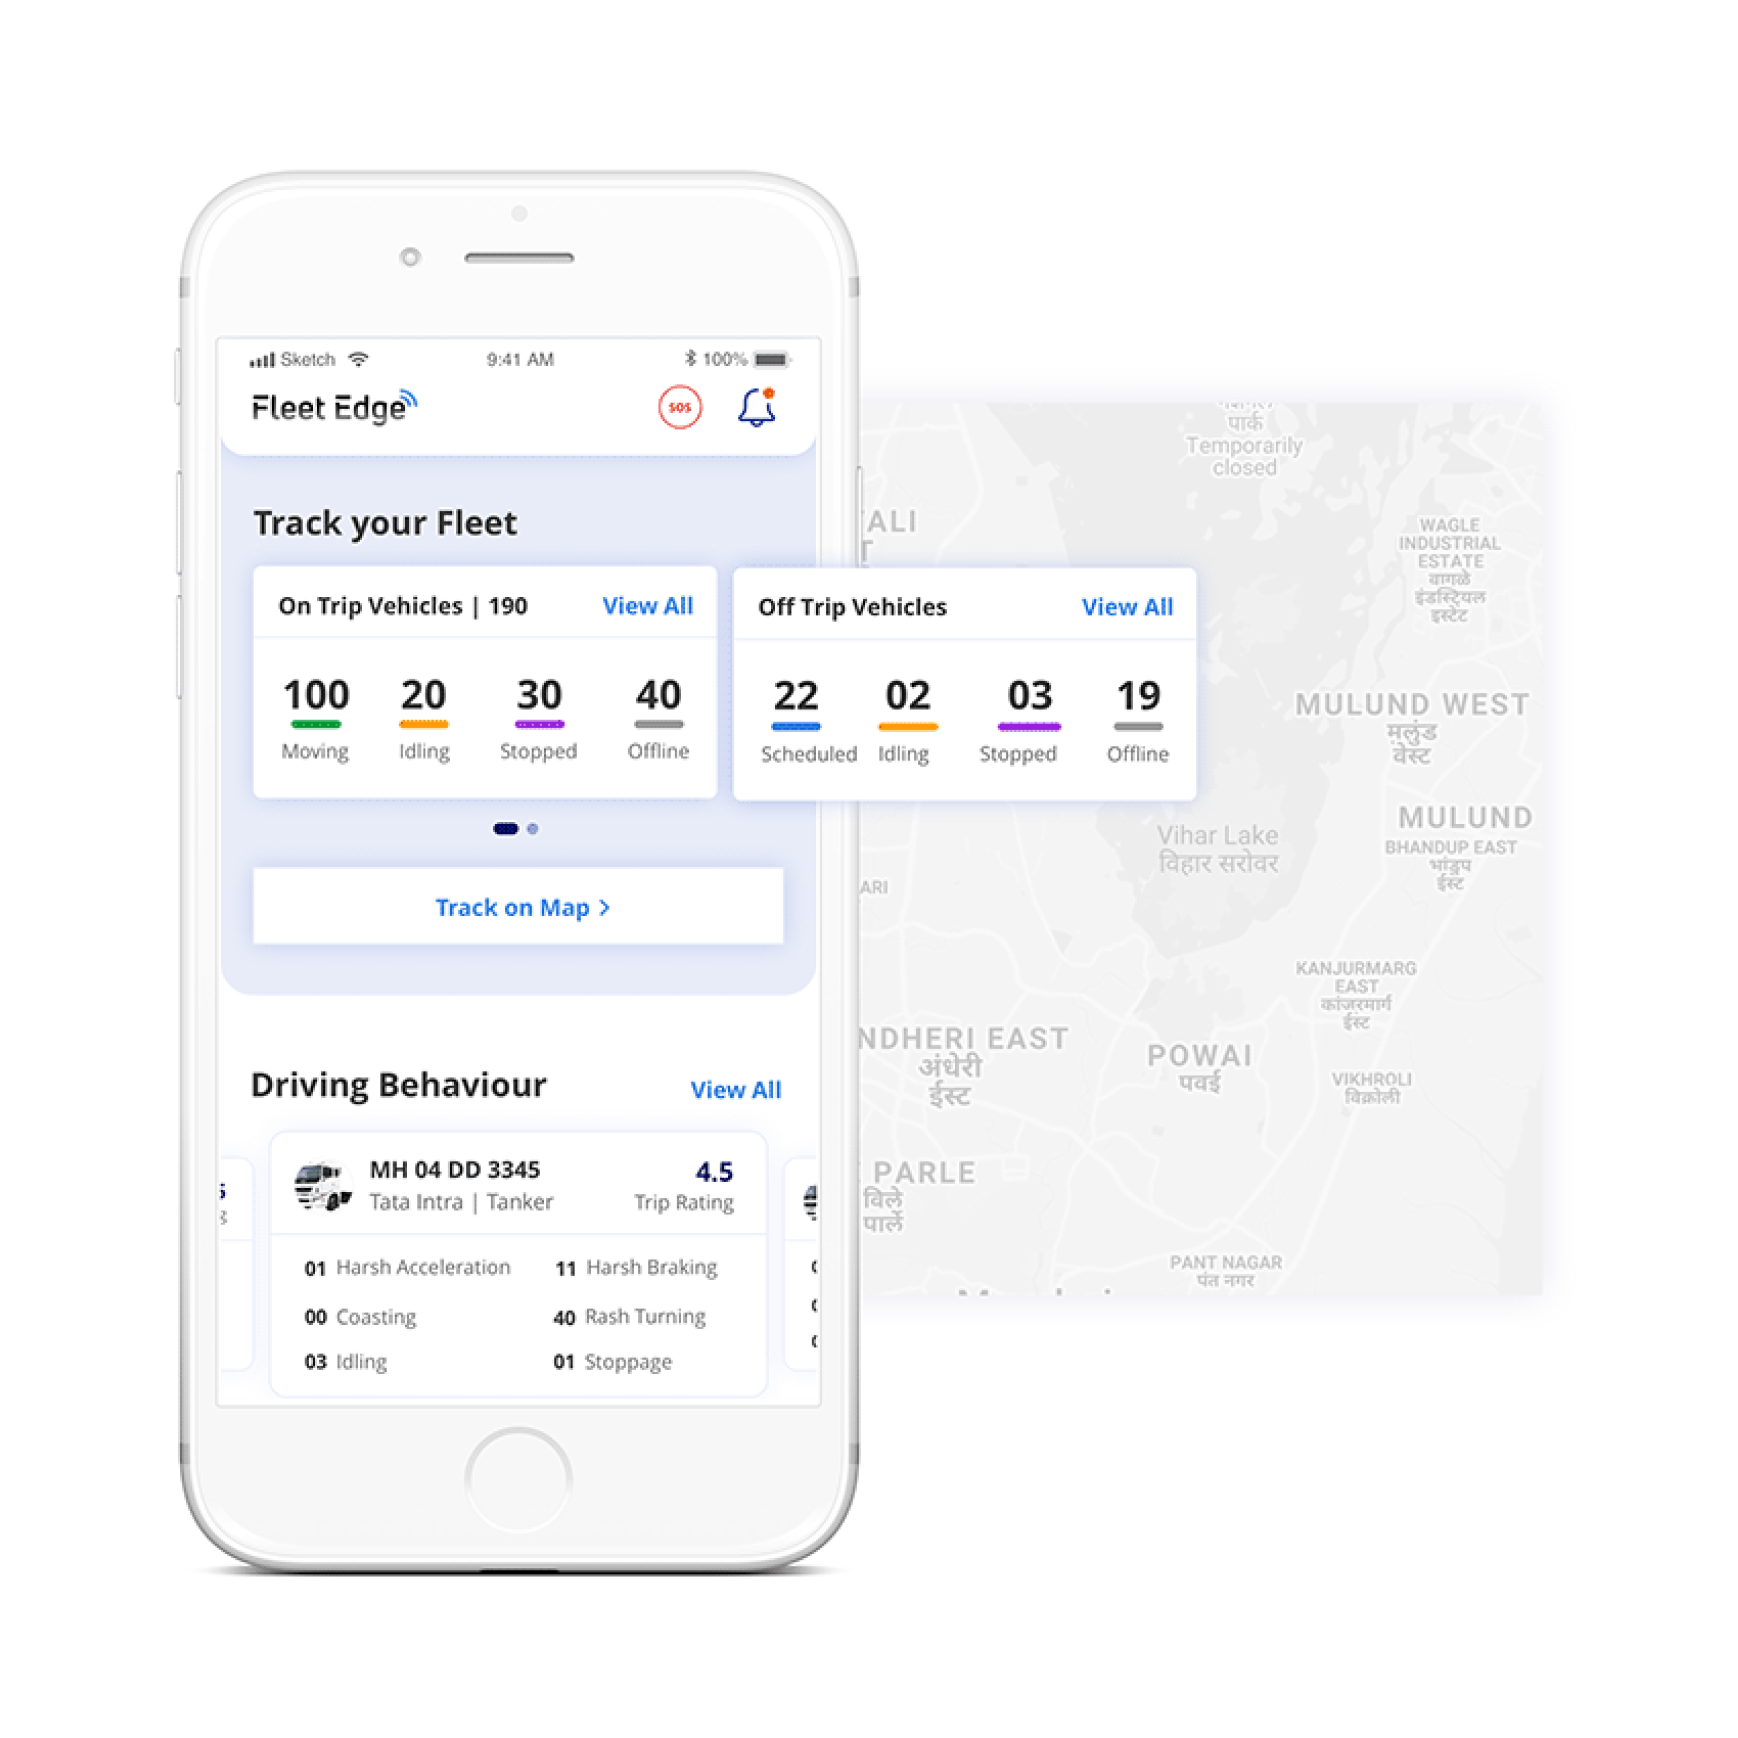 Sketch
9:41 AM
100%
Fleet Edge
SOS
Track your Fleet
On Trip Vehicles | 190
View All
100
20
30
40
Moving
Idling
Stopped
Offline
Off Trip Vehicles
View All
22
02
03
19
Scheduled
Idling
Stopped
Offline
Track on Map >
Driving Behaviour
View All
MH 04 DD 3345
4.5
Tata Intra | Tanker
Trip Rating
01 Harsh Acceleration
11 Harsh Braking
00 Coasting
40 Rash Turning
03 Idling
01 Stoppage
पार्क
Temporarily
closed
WAGLE
INDUSTRIAL
ESTATE
वागळे
इंडस्ट्रियल
इस्टेट
MULUND WEST
मुलुंड
वेस्ट
MULUND
BHANDUP EAST
भांडुप
ईस्ट
Vihar Lake
विहार सरोवर
KANJURMARG
EAST
कांजरमार्ग
ईस्ट
NDHERI EAST
अंधेरी
ईस्ट
POWAI
पवई
VIKHROLI
विक्रोली
PARLE
विले
पार्ले
PANT NAGAR
पंत नगर